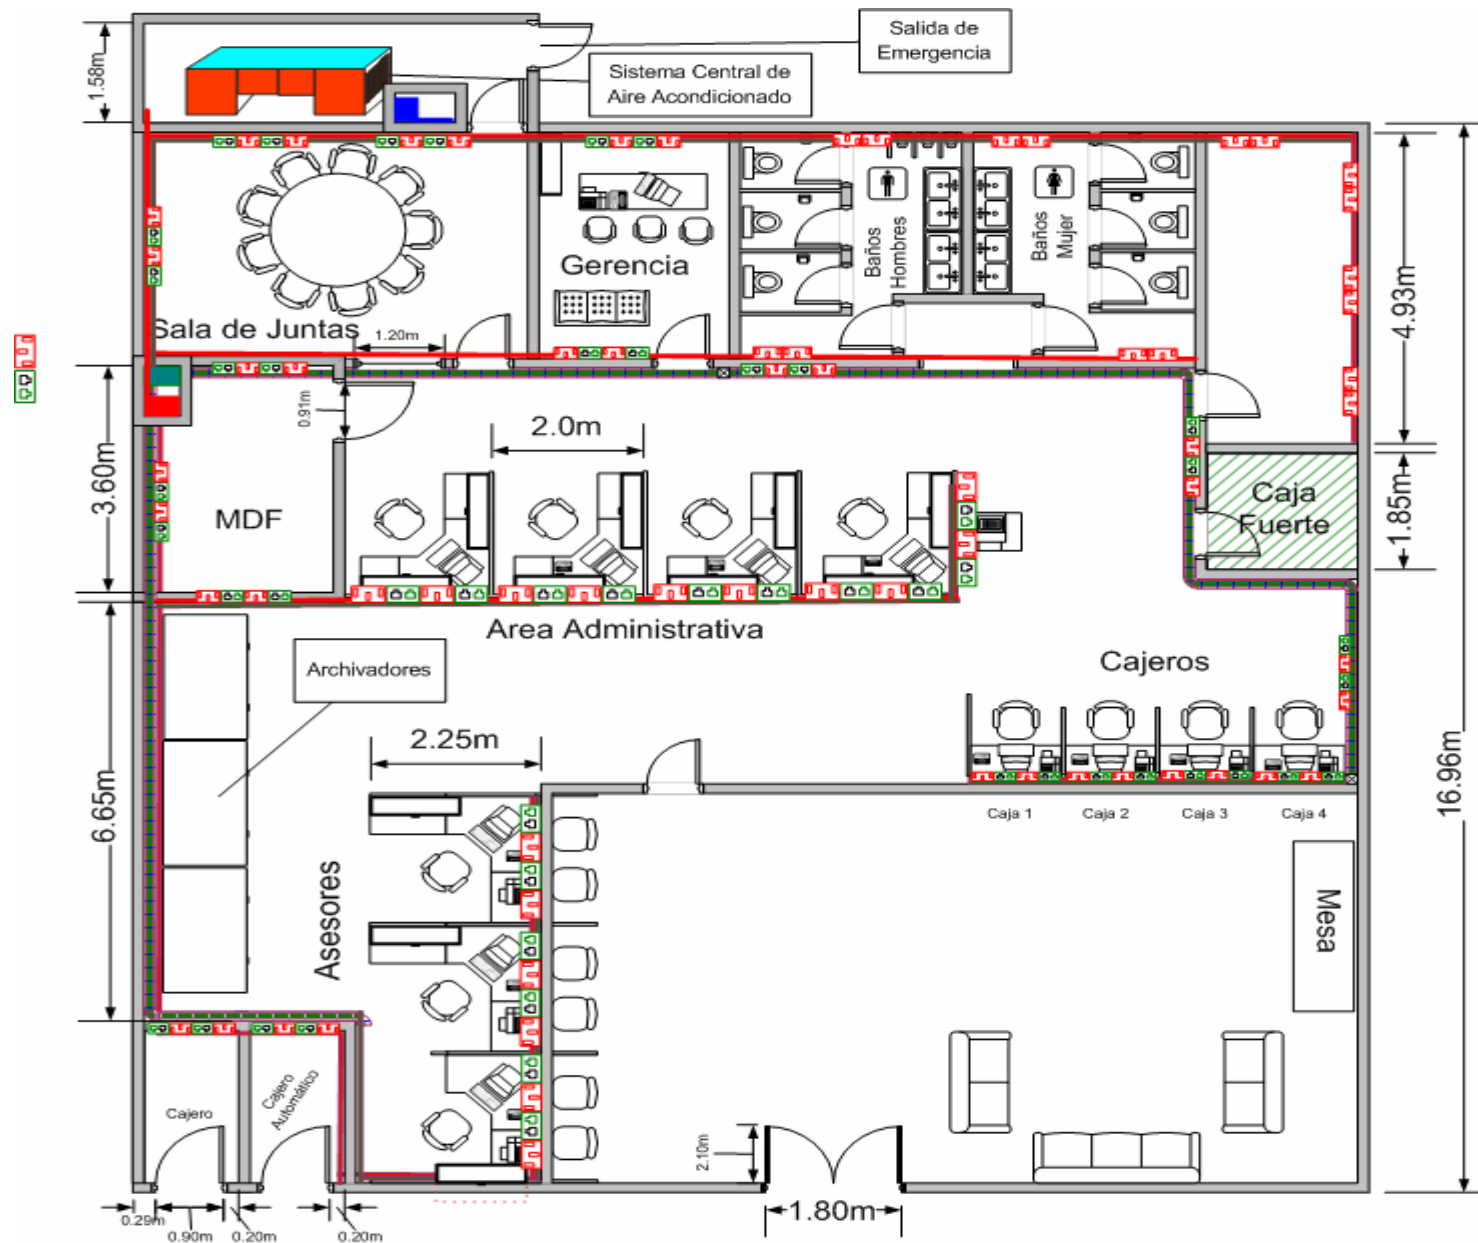 Salida de
Emergencia
Sistema Central de
Aire Acondicionado
1.58m
Baños
Hombres
Baños
Mujer
Gerencia
Sala de Juntas
1.20m
4.93m
0.91m
2.0m
3.60m
MDF
Caja
Fuerte
1.85m
Area Administrativa
Archivadores
Cajeros
2.25m
16.96m
6.65m
Caja 1
Caja 2
Caja 3
Caja 4
Asesores
Mesa
Cajero
Cajero
Automático
2.10m
1.80m
0.29m
0.90m
0.20m
0.20m